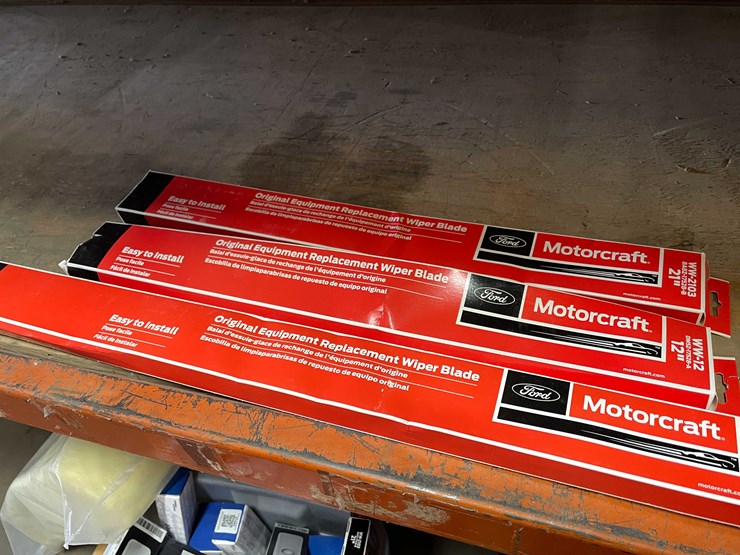 Easy to Install
Pose facile
Fácil de Instalar
Original Equipment Replacement Wiper Blade
Balai d'essuie-glace de rechange de l'équipement d'origine
Escobilla de limpiaparabrisas de repuesto de equipo original
Ford
Motorcraft®
motorcraft.com
WW-2103
21"
Easy to Install
Pose facile
Fácil de Instalar
Original Equipment Replacement Wiper Blade
Balai d'essuie-glace de rechange de l'équipement d'origine
Escobilla de limpiaparabrisas de repuesto de equipo original
Ford
Motorcraft®
motorcraft.com
WW-12
12"
Easy to Install
Pose facile
Fácil de Instalar
Original Equipment Replacement Wiper Blade
Balai d'essuie-glace de rechange de l'équipement d'origine
Escobilla de limpiaparabrisas de repuesto de equipo original
Ford
Motorcraft®
motorcraft.com